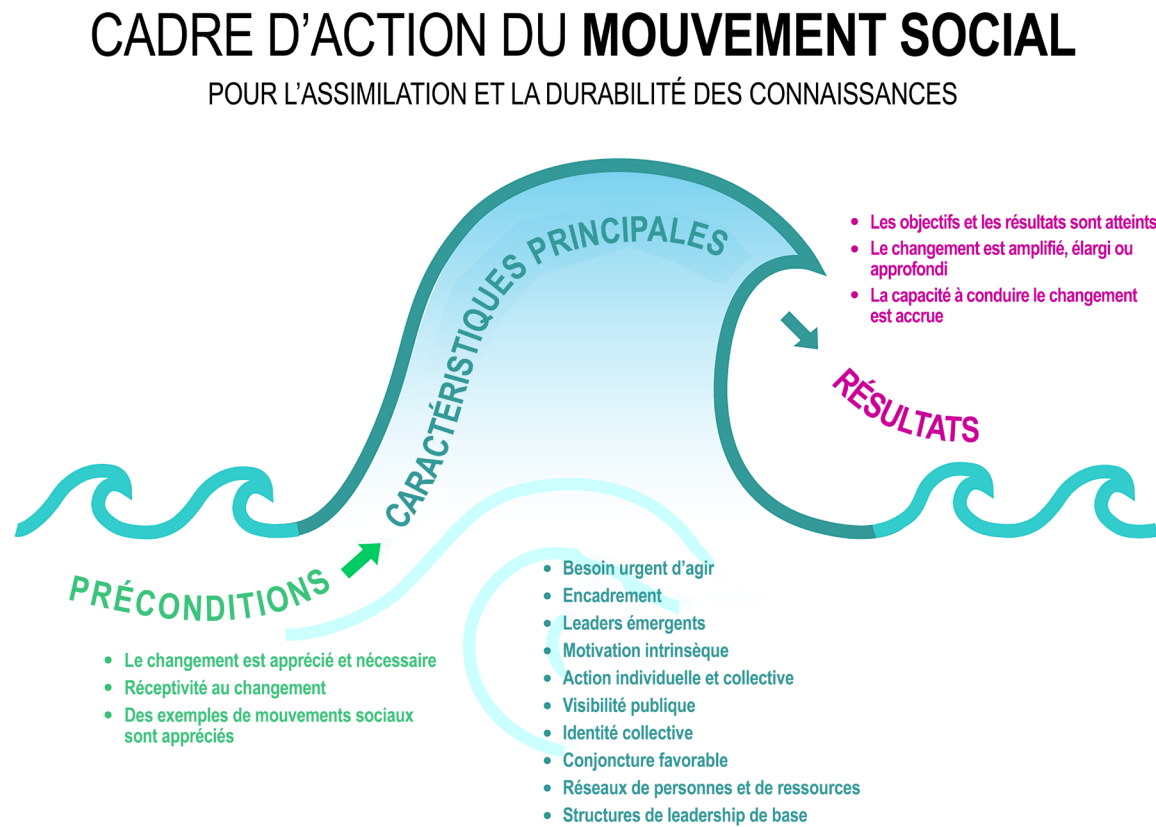 CADRE D'ACTION DU MOUVEMENT SOCIAL
POUR L'ASSIMILATION ET LA DURABILITÉ DES CONNAISSANCES
PRÉCONDITIONS
• Le changement est apprécié et nécessaire
• Réceptivité au changement
• Des exemples de mouvements sociaux
sont appréciés
CARACTÉRISTIQUES PRINCIPALES
• Besoin urgent d'agir
• Encadrement
• Leaders émergents
• Motivation intrinsèque
• Action individuelle et collective
• Visibilité publique
• Identité collective
• Conjoncture favorable
• Réseaux de personnes et de ressources
• Structures de leadership de base
RÉSULTATS
• Les objectifs et les résultats sont atteints
• Le changement est amplifié, élargi ou
approfondi
• La capacité à conduire le changement
est accrue